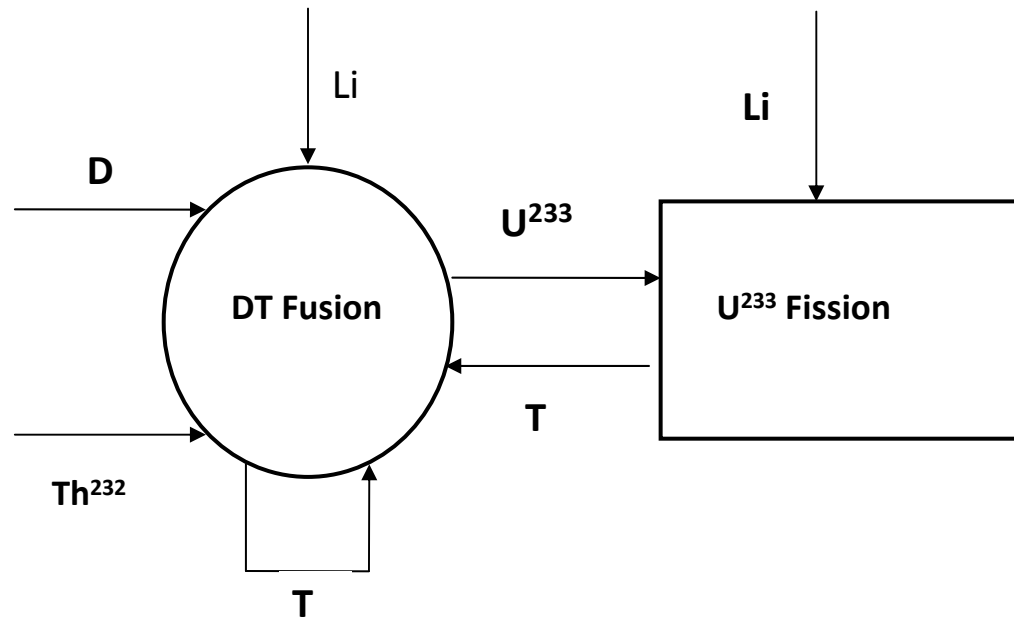 Li
Li
D
U²³³
DT Fusion
U²³³ Fission
T
Th²³²
T